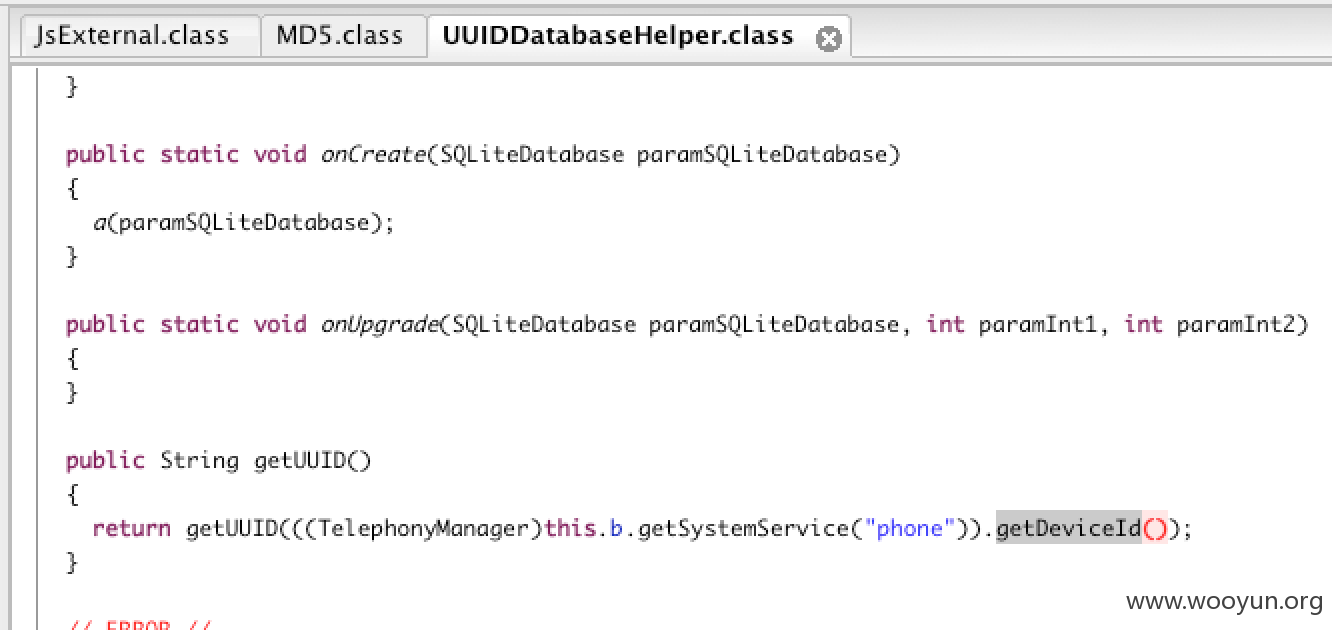 JsExternal.class MD5.class UUIDDatabaseHelper.class
}
public static void onCreate(SQLiteDatabase paramSQLiteDatabase)
{
a(paramSQLiteDatabase);
}
public static void onUpgrade(SQLiteDatabase paramSQLiteDatabase, int paramInt1, int paramInt2)
{
}
public String getUUID()
{
return getUUID(((TelephonyManager)this.b.getSystemService("phone")).getDeviceId());
}
// ERROR //
www.wooyun.org